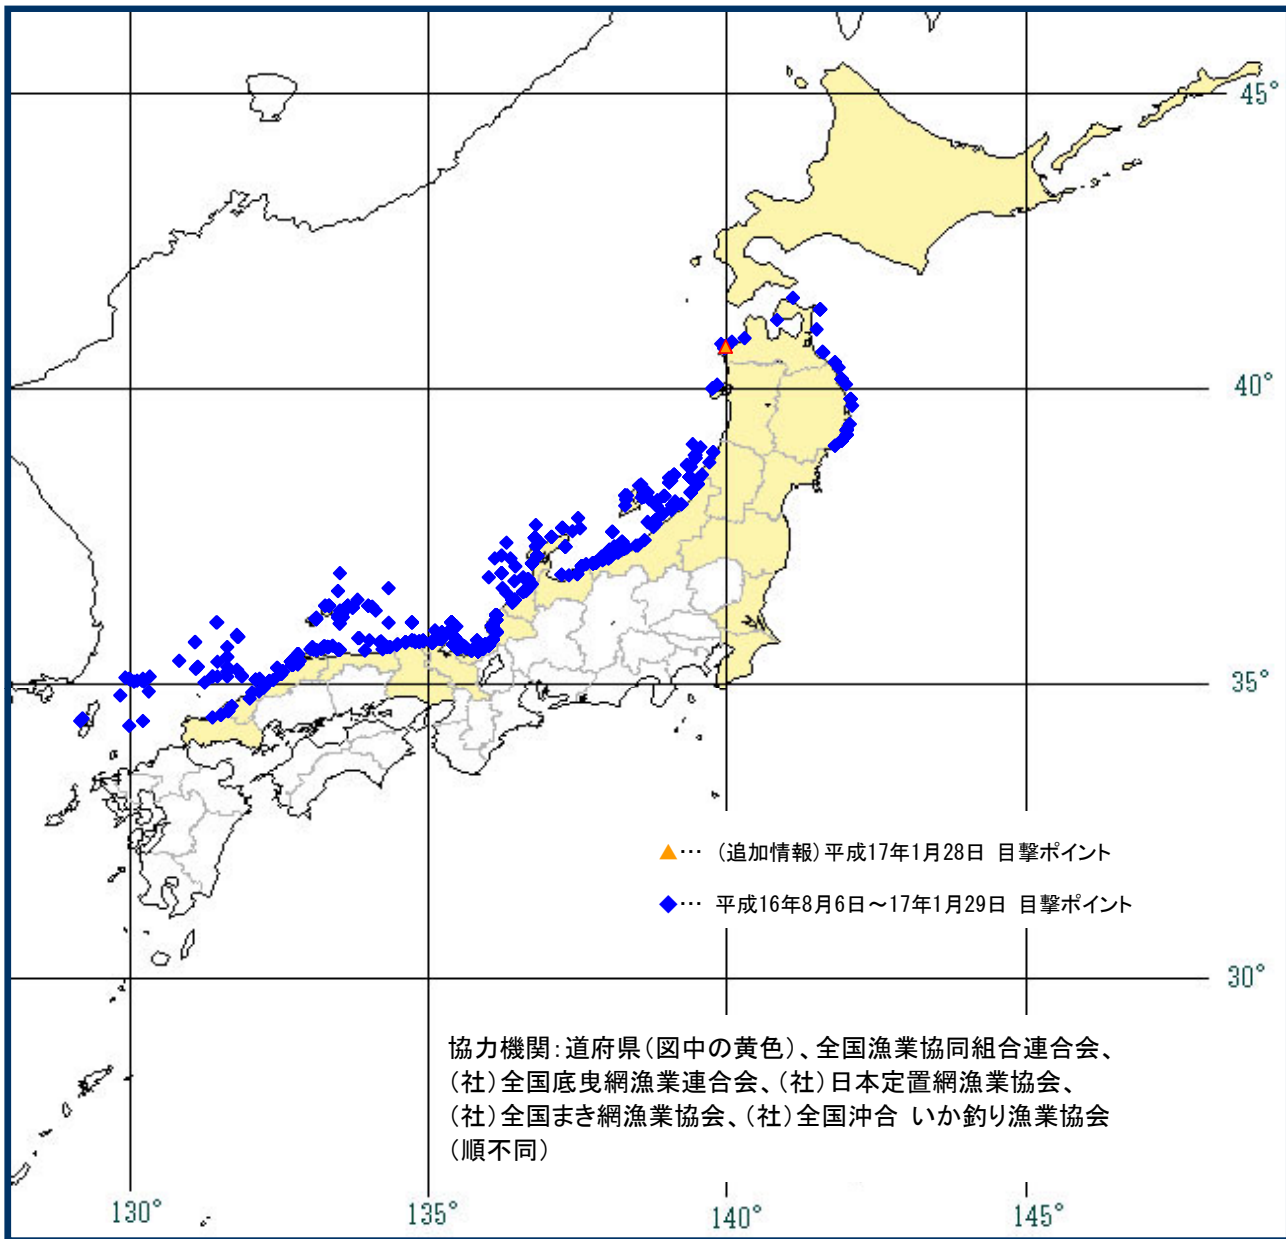 45°
40°
35°
▲… (追加情報)平成17年1月28日 目撃ポイント
◆… 平成16年8月6日～17年1月29日 目撃ポイント
30°
協力機関:道府県(図中の黄色)、全国漁業協同組合連合会、
(社)全国底曳網漁業連合会、(社)日本定置網漁業協会、
(社)全国まき網漁業協会、(社)全国沖合 いか釣り漁業協会
(順不同)
130° 135° 140° 145°